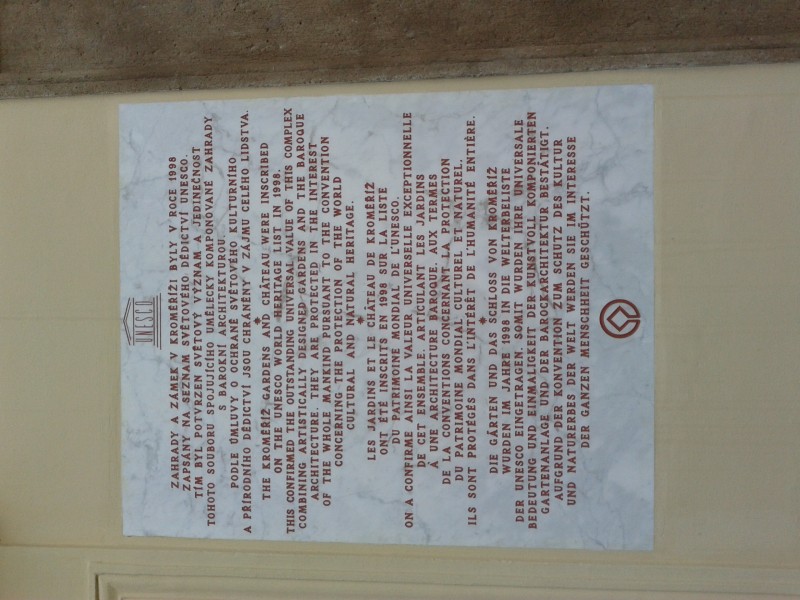 UNESCO
ZAHRADY A ZÁMEK V KROMĚŘÍŽI BYLY V ROCE 1998
ZAPSÁNY NA SEZNAM SVĚTOVÉHO DĚDICTVÍ UNESCO.
TÍM BYL POTVRZEN SVĚTOVÝ VÝZNAM A JEDINEČNOST
TOHOTO SOUBORU SPOJUJÍCÍHO UMĚLECKY KOMPONOVANÉ ZAHRADY
S BAROKNÍ ARCHITEKTUROU.
PODLE ÚMLUVY O OCHRANĚ SVĚTOVÉHO KULTURNÍHO
A PŘÍRODNÍHO DĚDICTVÍ JSOU CHRÁNĚNY V ZÁJMU CELÉHO LIDSTVA.
THE KROMĚŘÍŽ GARDENS AND CHÂTEAU WERE INSCRIBED
ON THE UNESCO WORLD HERITAGE LIST IN 1998.
THIS CONFIRMED THE OUTSTANDING UNIVERSAL VALUE OF THIS COMPLEX
COMBINING ARTISTICALLY DESIGNED GARDENS AND THE BAROQUE
ARCHITECTURE. THEY ARE PROTECTED IN THE INTEREST
OF THE WHOLE MANKIND PURSUANT TO THE CONVENTION
CONCERNING THE PROTECTION OF THE WORLD
CULTURAL AND NATURAL HERITAGE.
LES JARDINS ET LE CHÂTEAU DE KROMĚŘÍŽ
ONT ÉTÉ INSCRITS EN 1998 SUR LA LISTE
DU PATRIMOINE MONDIAL DE L'UNESCO.
ON A CONFIRME AINSI LA VALEUR UNIVERSELLE EXCEPTIONNELLE
DE CET ENSEMBLE, ARTICULANT LES JARDINS
À UNE ARCHITECTURE BAROQUE. AUX TERMES
DE LA CONVENTIONS CONCERNANT LA PROTECTION
DU PATRIMOINE MONDIAL CULTUREL ET NATUREL,
ILS SONT PROTÉGÉS DANS L'INTÉRÊT DE L'HUMANITÉ ENTIÈRE.
DIE GÄRTEN UND DAS SCHLOSS VON KROMĚŘÍŽ
WURDEN IM JAHRE 1998 IN DIE WELTERBELISTE
DER UNESCO EINGETRAGEN. SOMIT WURDEN IHRE UNIVERSALE
BEDEUTUNG UND EINMALIGKEIT DER KUNSTVOLL KOMPONIERTEN
GARTENANLAGE UND DER BAROCKARCHITEKTUR BESTÄTIGT.
AUFGRUND DER KONVENTION ZUM SCHUTZ DES KULTUR
UND NATURERBES DER WELT WERDEN SIE IM INTERESSE
DER GANZEN MENSCHHEIT GESCHÜTZT.